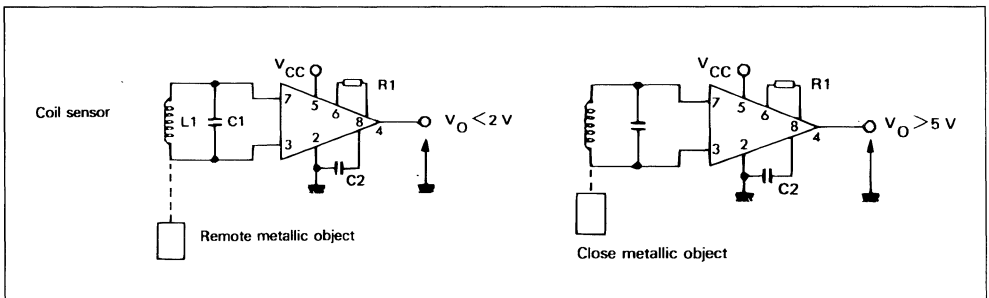 Coil sensor
L1
C1
V CC
7
3
5
2
6
8
4
R1
C2
V O < 2 V
Remote metallic object
V CC
7
3
5
2
6
8
4
R1
C2
V O > 5 V
Close metallic object